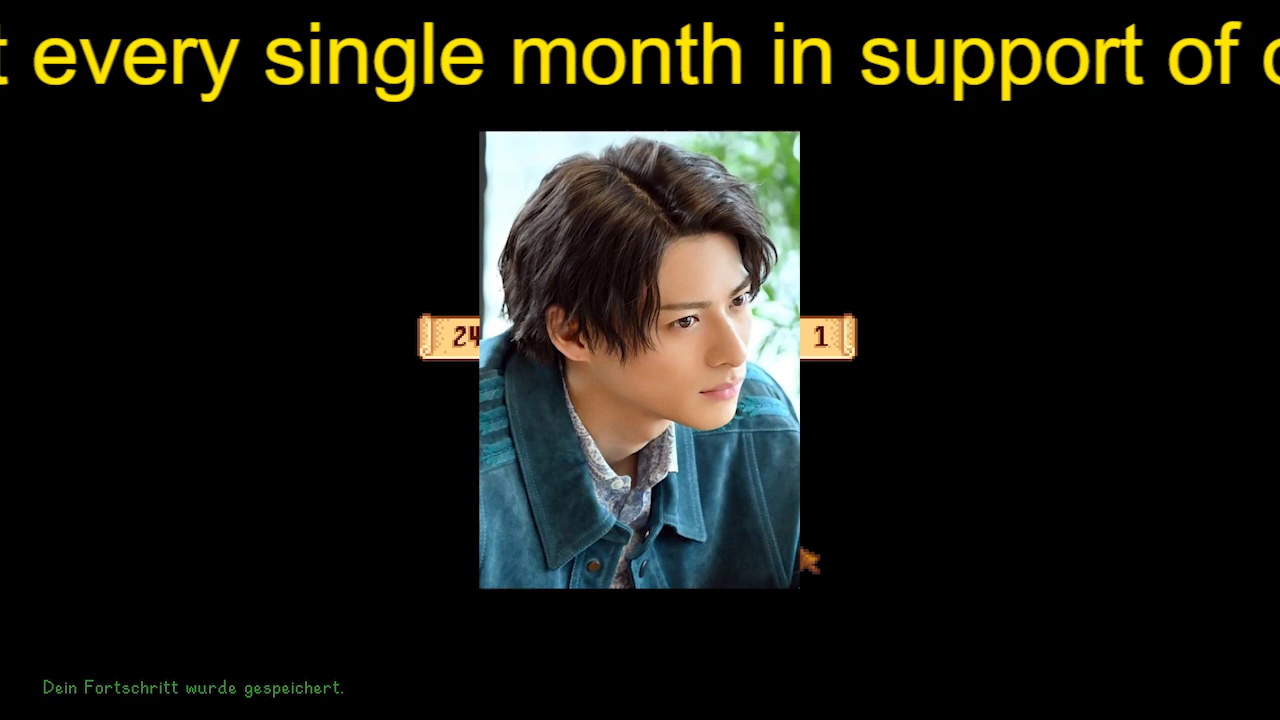 every single month in support of
24
1
Dein Fortschritt wurde gespeichert.